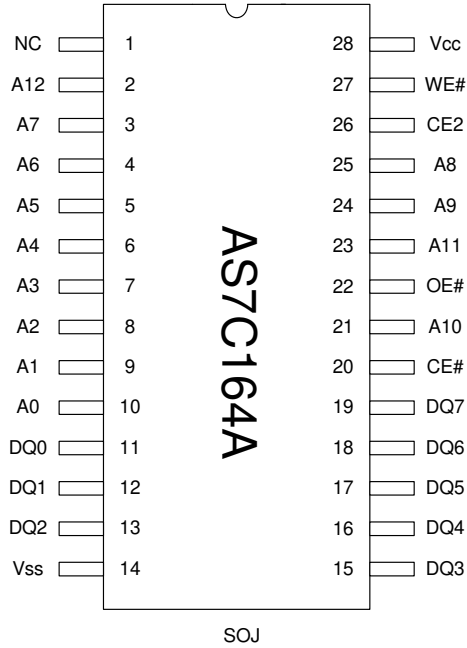 NC 1 28 Vcc
A12 2 27 WE#
A7 3 26 CE2
A6 4 25 A8
A5 5 24 A9
A4 6 23 A11
A3 7 22 OE#
A2 8 21 A10
A1 9 20 CE#
A0 10 19 DQ7
DQ0 11 18 DQ6
DQ1 12 17 DQ5
DQ2 13 16 DQ4
Vss 14 15 DQ3
AS7C164A
SOJ